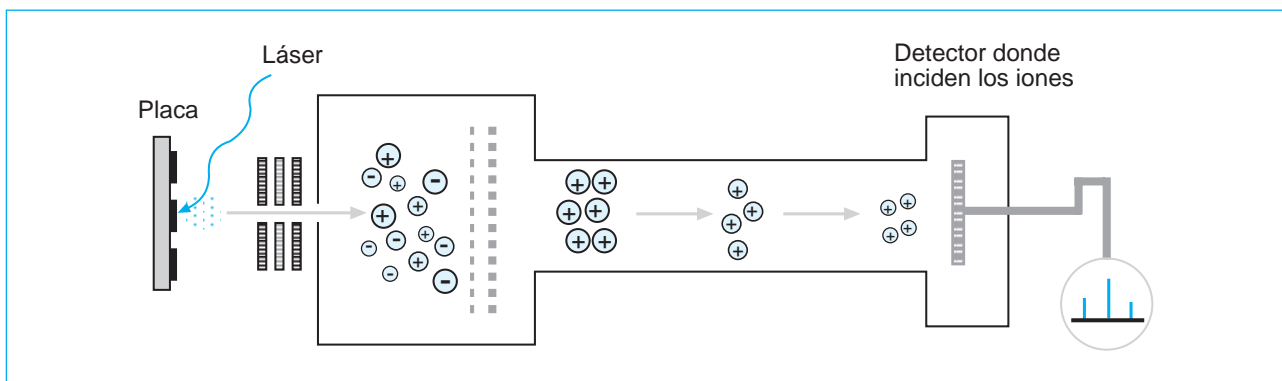 Láser
Placa
Detector donde
inciden los iones